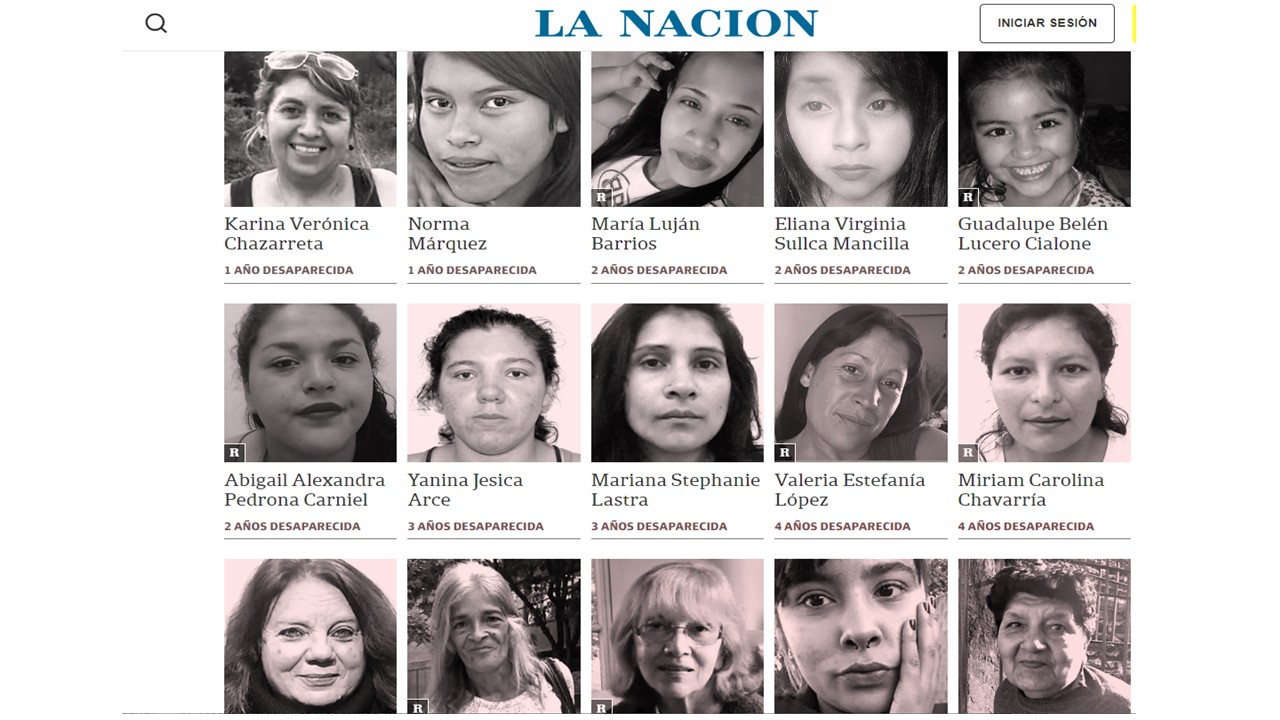 LA NACION
INICIAR SESIÓN
R
R
Karina Verónica
Chazarreta
1 AÑO DESAPARECIDA
Norma
Márquez
1 AÑO DESAPARECIDA
María Luján
Barrios
2 AÑOS DESAPARECIDA
Eliana Virginia
Sullca Mancilla
2 AÑOS DESAPARECIDA
Guadalupe Belén
Lucero Cialone
2 AÑOS DESAPARECIDA
R
R
R
Abigail Alexandra
Pedrona Carniel
2 AÑOS DESAPARECIDA
Yanina Jesica
Arce
3 AÑOS DESAPARECIDA
Mariana Stephanie
Lastra
3 AÑOS DESAPARECIDA
Valeria Estefanía
López
4 AÑOS DESAPARECIDA
Miriam Carolina
Chavarría
4 AÑOS DESAPARECIDA
R
R